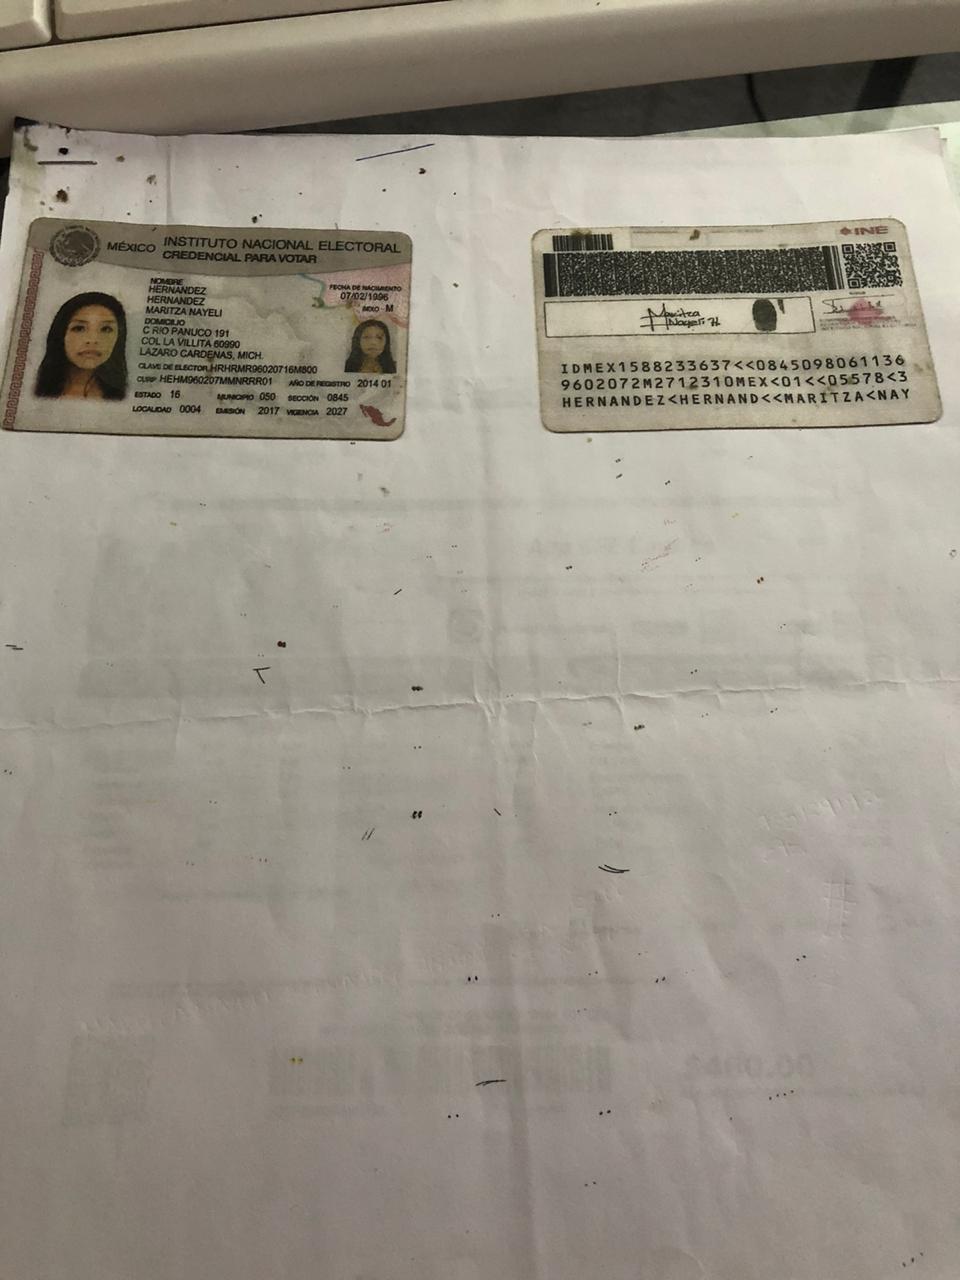 MÉXICO INSTITUTO NACIONAL ELECTORAL
CREDENCIAL PARA VOTAR
NOMBRE
HERNANDEZ
HERNANDEZ
MARITZA NAYELI
FECHA DE NACIMIENTO
07/02/1996
SEXO M
DOMICILIO
C RIO PANUCO 191
COL LA VILLITA 60990
LAZARO CARDENAS, MICH.
CLAVE DE ELECTOR HRHRMR96020716M800
CURP HEHM960207MMNRRR01 AÑO DE REGISTRO 2014 01
ESTADO 16 MUNICIPIO 050 SECCIÓN 0845
LOCALIDAD 0004 EMISIÓN 2017 VIGENCIA 2027
INE
Maritza
Nayeli H
IDMEX1588233637<<0845098061136
9602072M2712310MEX<01<<05578<3
HERNANDEZ<HERNAND<<MARITZA<NAY